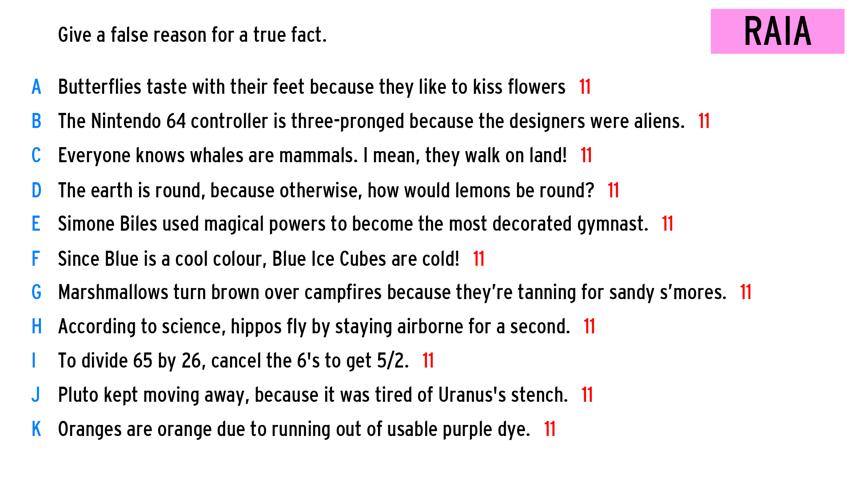 Give a false reason for a true fact.
RAIA
A Butterflies taste with their feet because they like to kiss flowers 11
B The Nintendo 64 controller is three-pronged because the designers were aliens. 11
C Everyone knows whales are mammals. I mean, they walk on land! 11
D The earth is round, because otherwise, how would lemons be round? 11
E Simone Biles used magical powers to become the most decorated gymnast. 11
F Since Blue is a cool colour, Blue Ice Cubes are cold! 11
G Marshmallows turn brown over campfires because they're tanning for sandy s'mores. 11
H According to science, hippos fly by staying airborne for a second. 11
I To divide 65 by 26, cancel the 6's to get 5/2. 11
J Pluto kept moving away, because it was tired of Uranus's stench. 11
K Oranges are orange due to running out of usable purple dye. 11